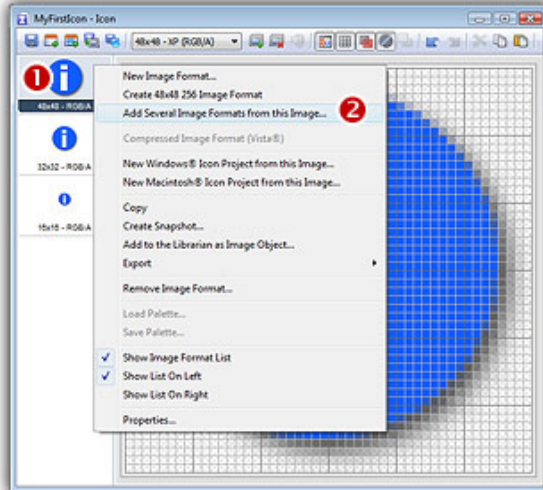 MyFirstIcon - Icon
48x48 - XP (RGB/A)
1
i
48x48 - RGB/A
i
32x32 - RGB/A
i
16x16 - RGB/A
New Image Format...
Create 48x48 256 Image Format
Add Several Image Formats from this Image...
2
Compressed Image Format (Vista®)
New Windows® Icon Project from this Image...
New Macintosh® Icon Project from this Image...
Copy
Create Snapshot...
Add to the Librarian as Image Object...
Export
Remove Image Format...
Load Palette...
Save Palette...
Show Image Format List
Show List On Left
Show List On Right
Properties...